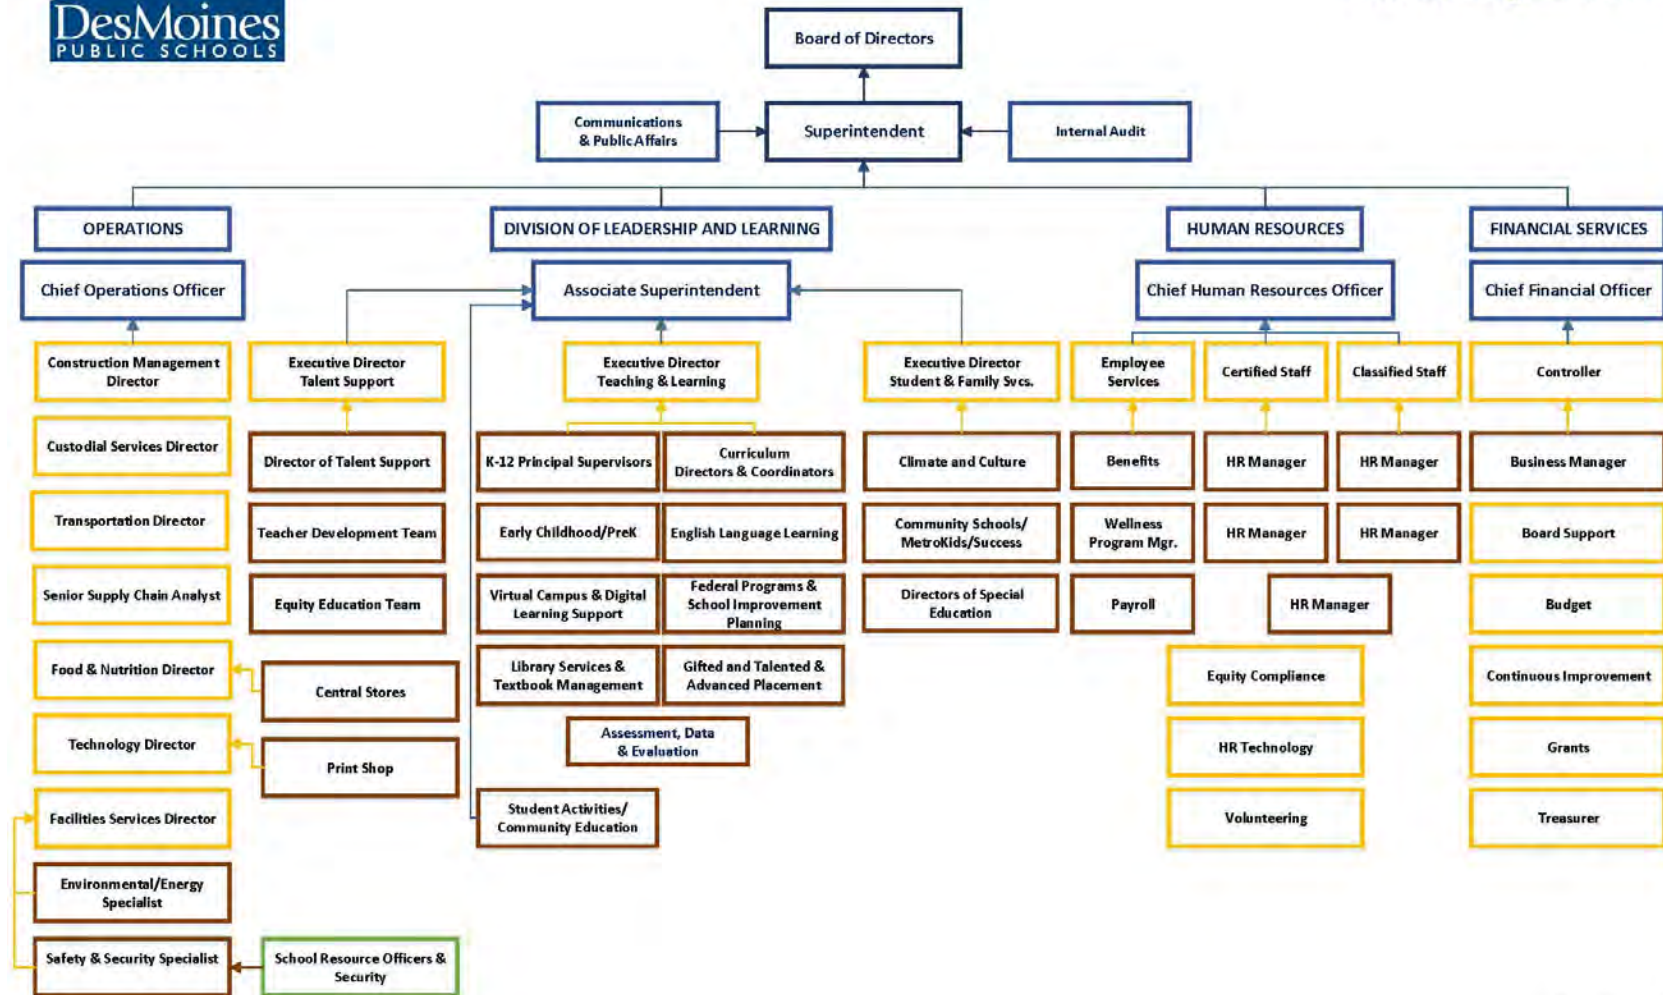 DesMoines
PUBLIC SCHOOLS
Board of Directors
Communications
& Public Affairs
Superintendent
Internal Audit
OPERATIONS
DIVISION OF LEADERSHIP AND LEARNING
HUMAN RESOURCES
FINANCIAL SERVICES
Chief Operations Officer
Associate Superintendent
Chief Human Resources Officer
Chief Financial Officer
Construction Management
Director
Executive Director
Talent Support
Executive Director
Teaching & Learning
Executive Director
Student & Family Svcs.
Employee
Services
Certified Staff
Classified Staff
Controller
Custodial Services Director
Director of Talent Support
K-12 Principal Supervisors
Curriculum
Directors & Coordinators
Climate and Culture
Benefits
HR Manager
HR Manager
Business Manager
Transportation Director
Teacher Development Team
Early Childhood/PreK
English Language Learning
Community Schools/
MetroKids/Success
Wellness
Program Mgr.
HR Manager
HR Manager
Board Support
Senior Supply Chain Analyst
Equity Education Team
Virtual Campus & Digital
Learning Support
Federal Programs &
School Improvement
Planning
Directors of Special
Education
Payroll
HR Manager
Budget
Food & Nutrition Director
Central Stores
Library Services &
Textbook Management
Gifted and Talented &
Advanced Placement
Equity Compliance
Continuous Improvement
Technology Director
Print Shop
Assessment, Data
& Evaluation
HR Technology
Grants
Facilities Services Director
Student Activities/
Community Education
Volunteering
Treasurer
Environmental/Energy
Specialist
Safety & Security Specialist
School Resource Officers &
Security